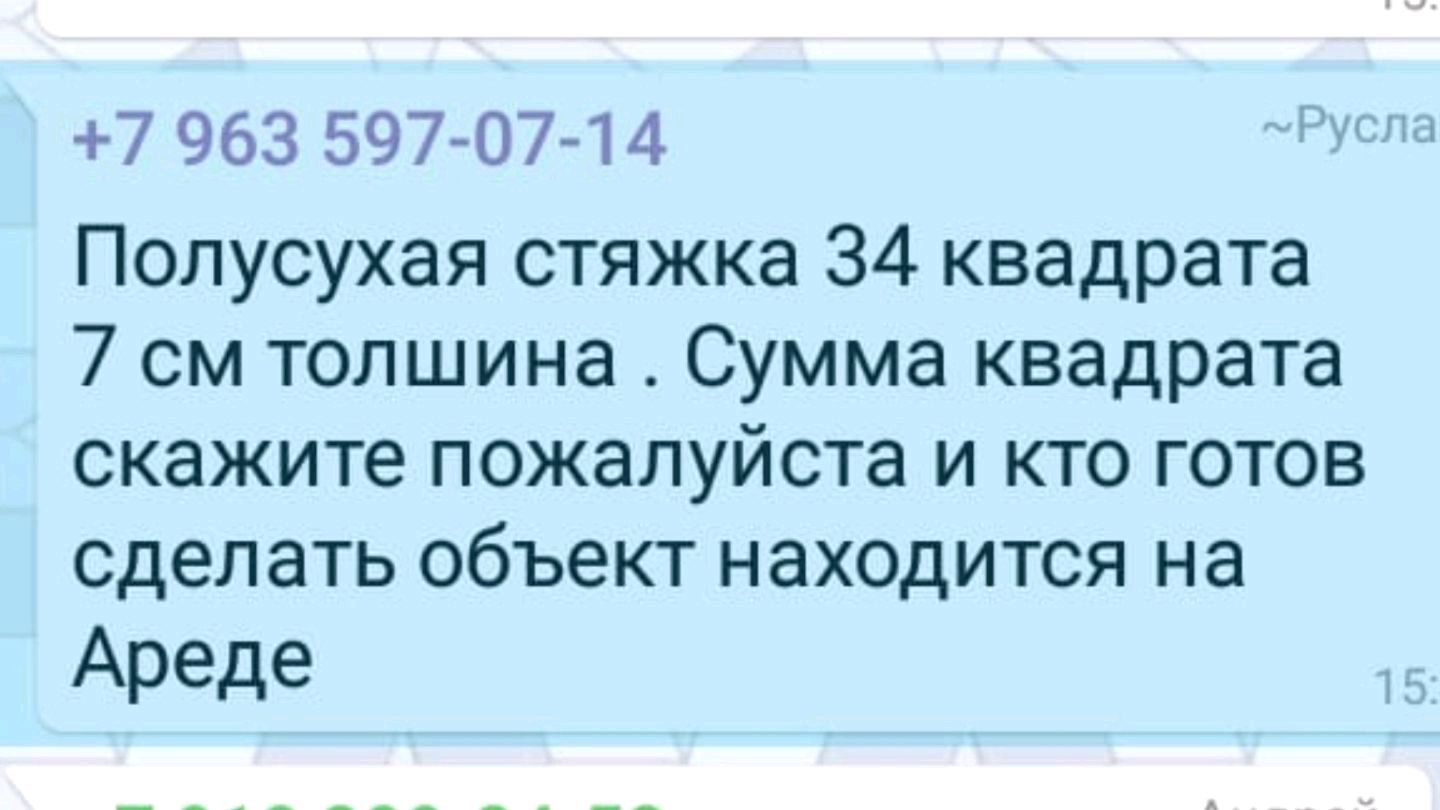 +7 963 597-07-14
~Русла
Полусухая стяжка 34 квадрата
7 см толшина . Сумма квадрата
скажите пожалуйста и кто готов
сделать объект находится на
Ареде
15: